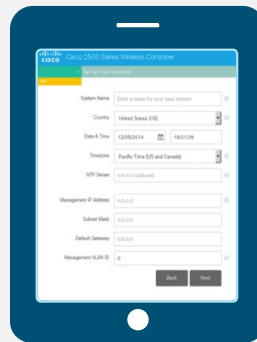 CISCO Cisco 2500 Series Wireless Controller
1 Set Up Your Controller
System Name Enter a name for your new system
Country United States (US)
Date & Time 12/05/2014 16:21:39
Timezone Pacific Time (US and Canada)
NTP Server 0.0.0.0 (optional)
Management IP Address 0.0.0.0
Subnet Mask 0.0.0.0
Default Gateway 0.0.0.0
Management VLAN ID 0
Back Next